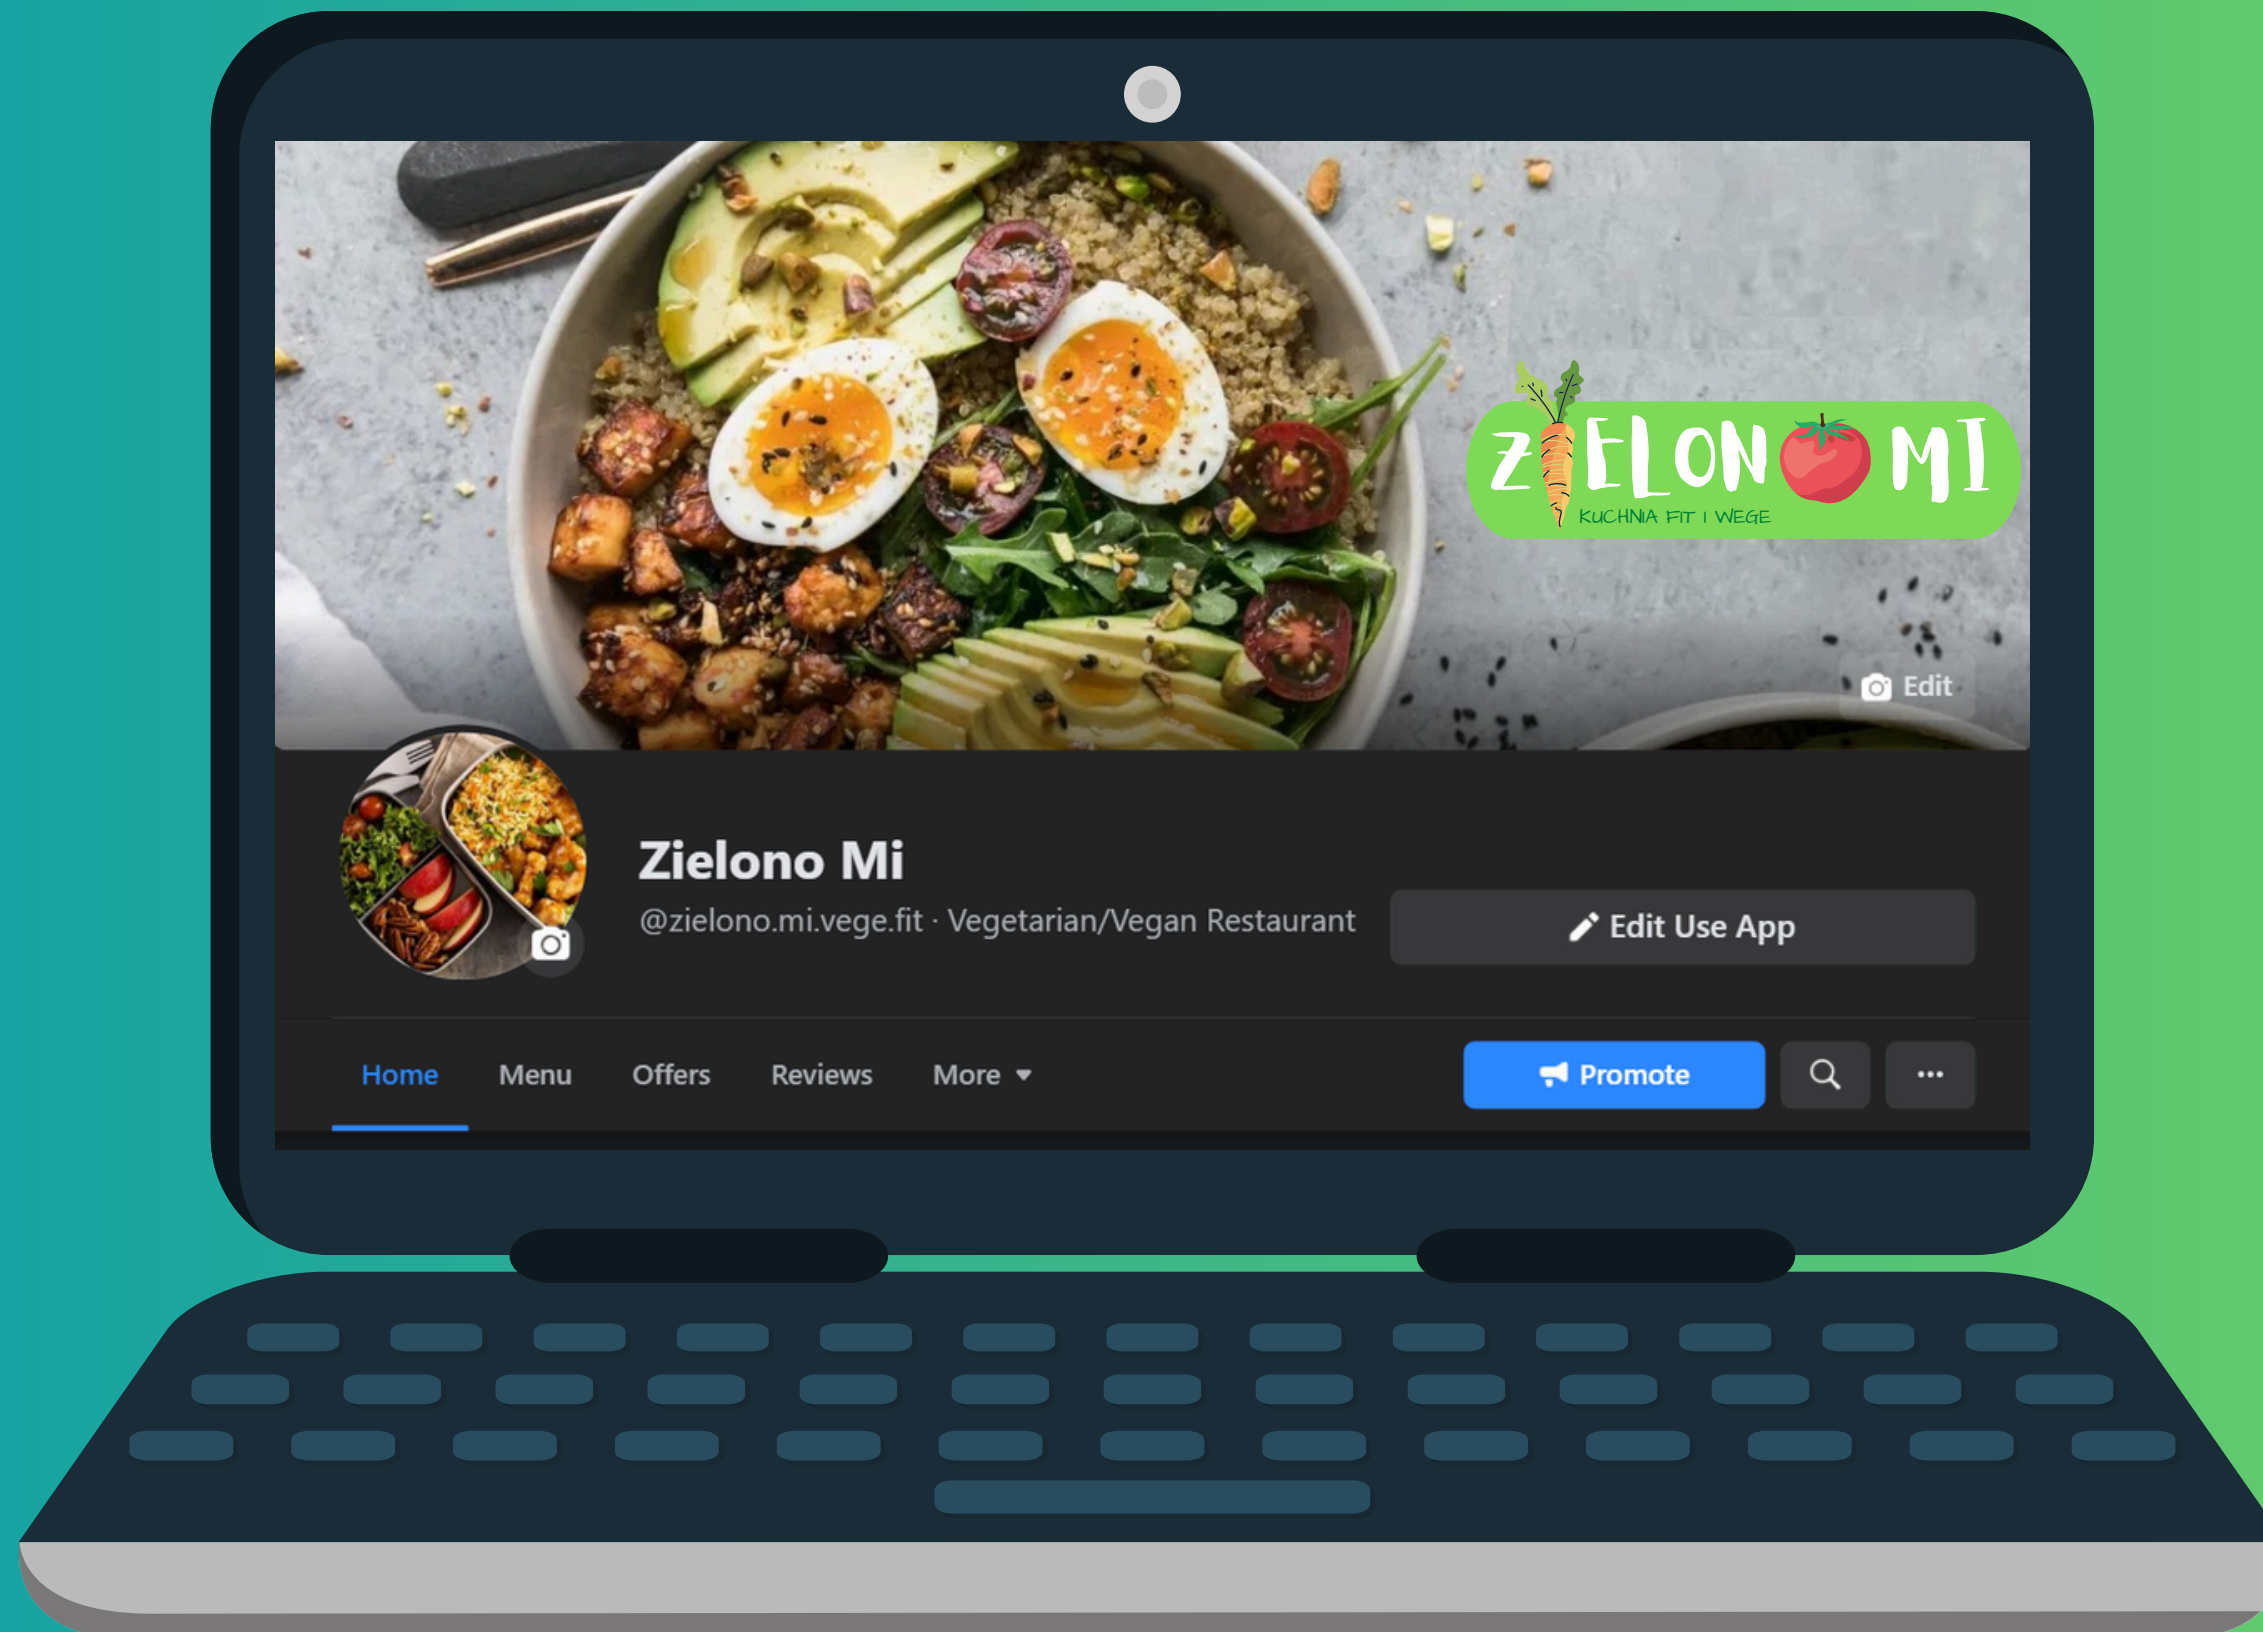 ZIELONO MI
KUCHNIA FIT I WEGE
Edit
Zielono Mi
@zielono.mi.vege.fit · Vegetarian/Vegan Restaurant
Edit Use App
Home Menu Offers Reviews More
Promote